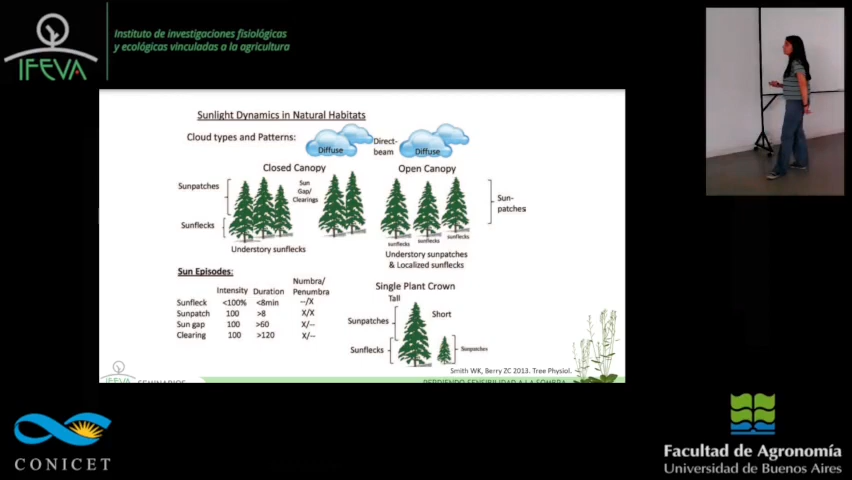 Instituto de investigaciones fisiológicas
y ecológicas vinculadas a la agricultura
IFEVA
Sunlight Dynamics in Natural Habitats
Cloud types and Patterns:
Diffuse
Direct-
beam
Diffuse
Closed Canopy
Open Canopy
Sunpatches
Sun
Gap/
Clearings
Sun-
patches
Sunflecks
sunflecks
sunflecks
sunflecks
Understory sunflecks
Understory sunpatches
& Localized sunflecks
Sun Episodes:
Intensity Duration Numbra/
Penumbra
Sunfleck <100% <8min --/X
Sunpatch 100 >8 X/X
Sun gap 100 >60 X/--
Clearing 100 >120 X/--
Single Plant Crown
Tall
Short
Sunpatches
Sunflecks
Sunpatches
Smith WK, Berry ZC 2013. Tree Physiol.
IFEVA
SEMINARIOS
PERDIENDO SENSIBILIDAD A LA SOMBRA
CONICET
Facultad de Agronomía
Universidad de Buenos Aires